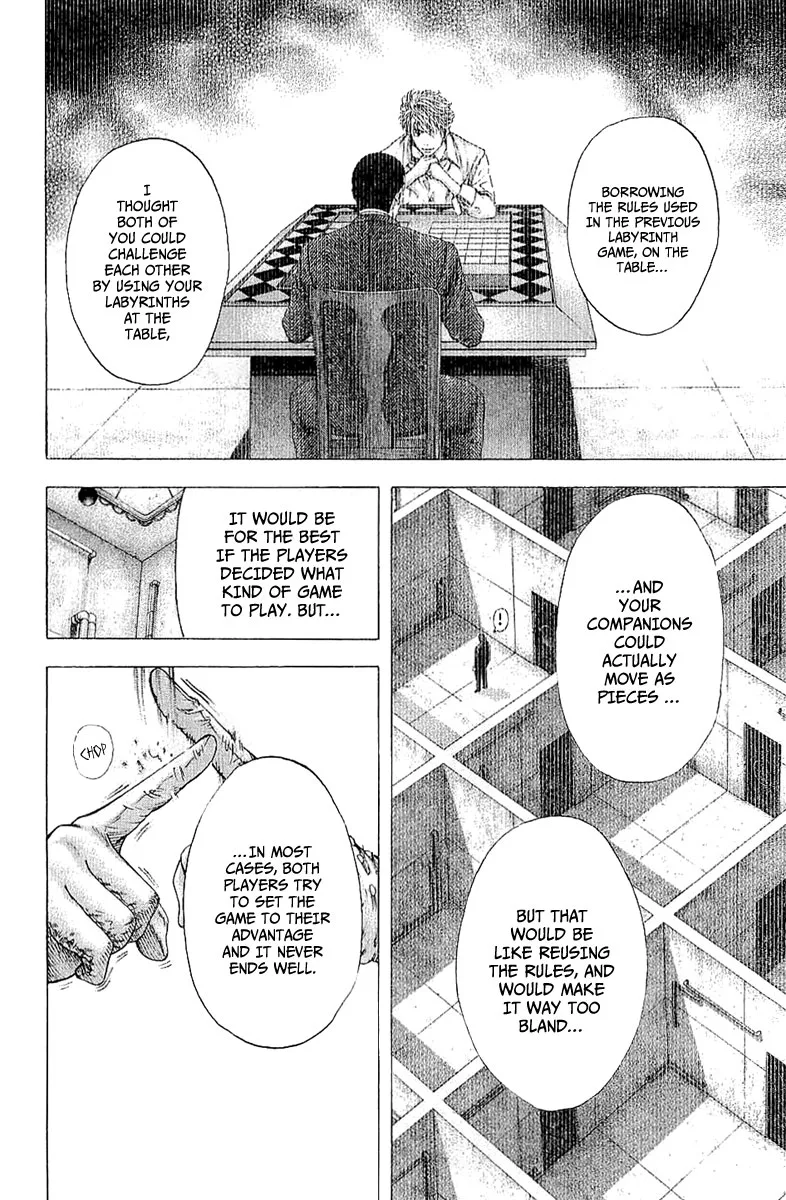 BORROWING
THE RULES USED
IN THE PREVIOUS
LABYRINTH
GAME, ON THE
TABLE...
I
THOUGHT
BOTH OF
YOU COULD
CHALLENGE
EACH OTHER
BY USING YOUR
LABYRINTHS
AT THE
TABLE,
...AND
YOUR
COMPANIONS
COULD
ACTUALLY
MOVE AS
PIECES ...
!
BUT THAT
WOULD BE
LIKE REUSING
THE RULES, AND
WOULD MAKE
IT WAY TOO
BLAND...
IT WOULD BE
FOR THE BEST
IF THE PLAYERS
DECIDED WHAT
KIND OF GAME
TO PLAY. BUT...
CHOP
...IN MOST
CASES, BOTH
PLAYERS TRY
TO SET THE
GAME TO THEIR
ADVANTAGE
AND IT NEVER
ENDS WELL.